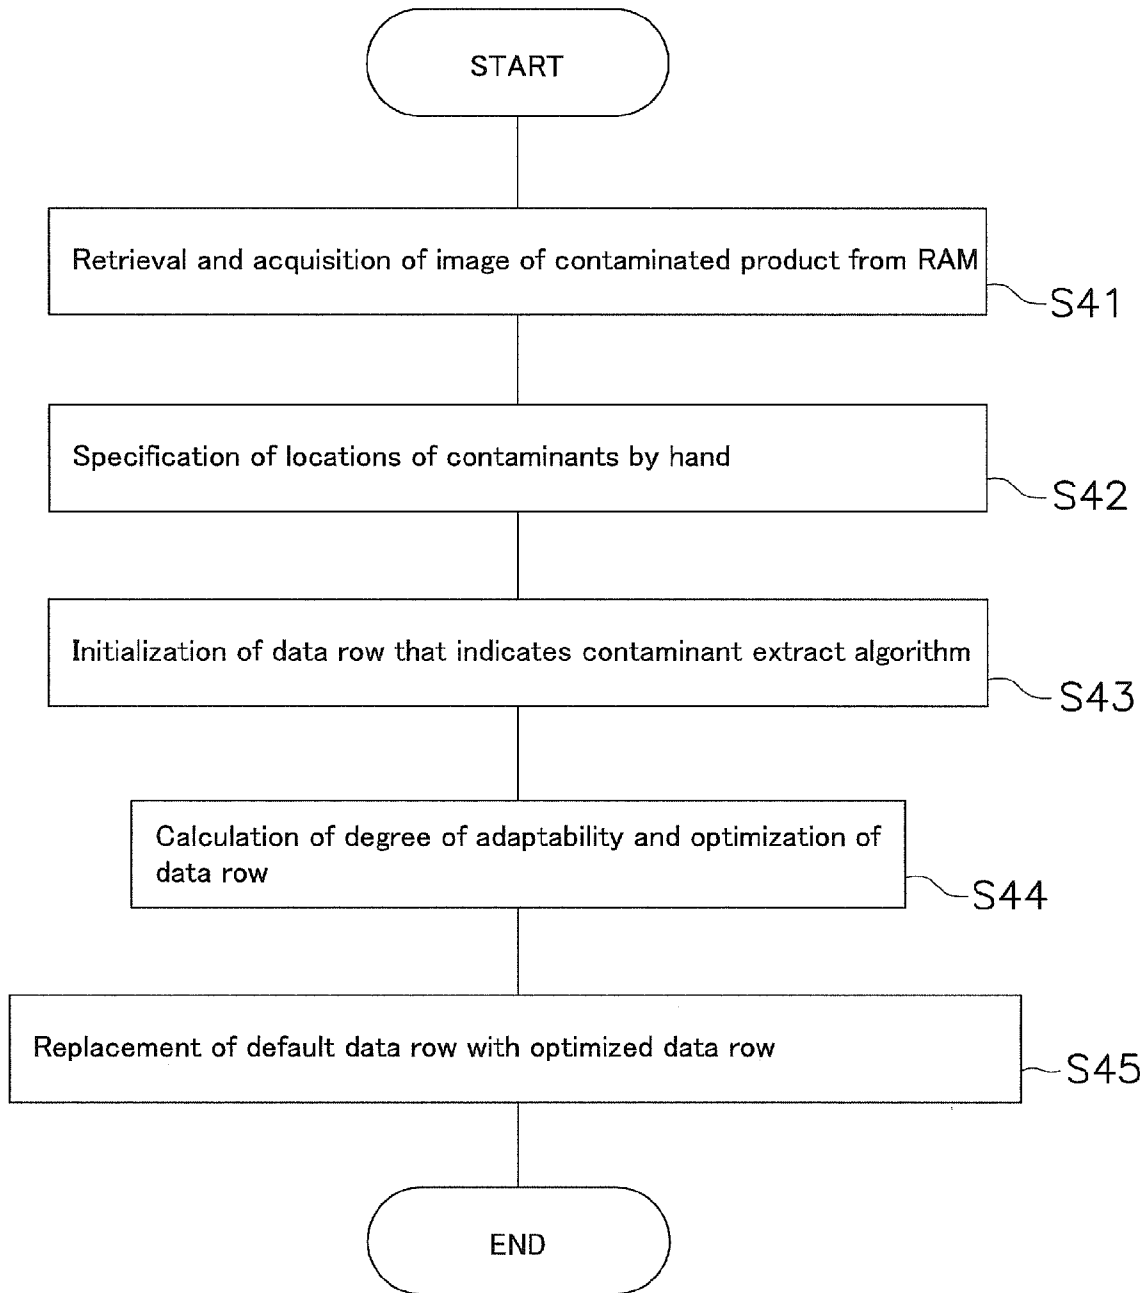 START
Retrieval and acquisition of image of contaminated product from RAM
S41
Specification of locations of contaminants by hand
S42
Initialization of data row that indicates contaminant extract algorithm
S43
Calculation of degree of adaptability and optimization of
data row
S44
Replacement of default data row with optimized data row
S45
END